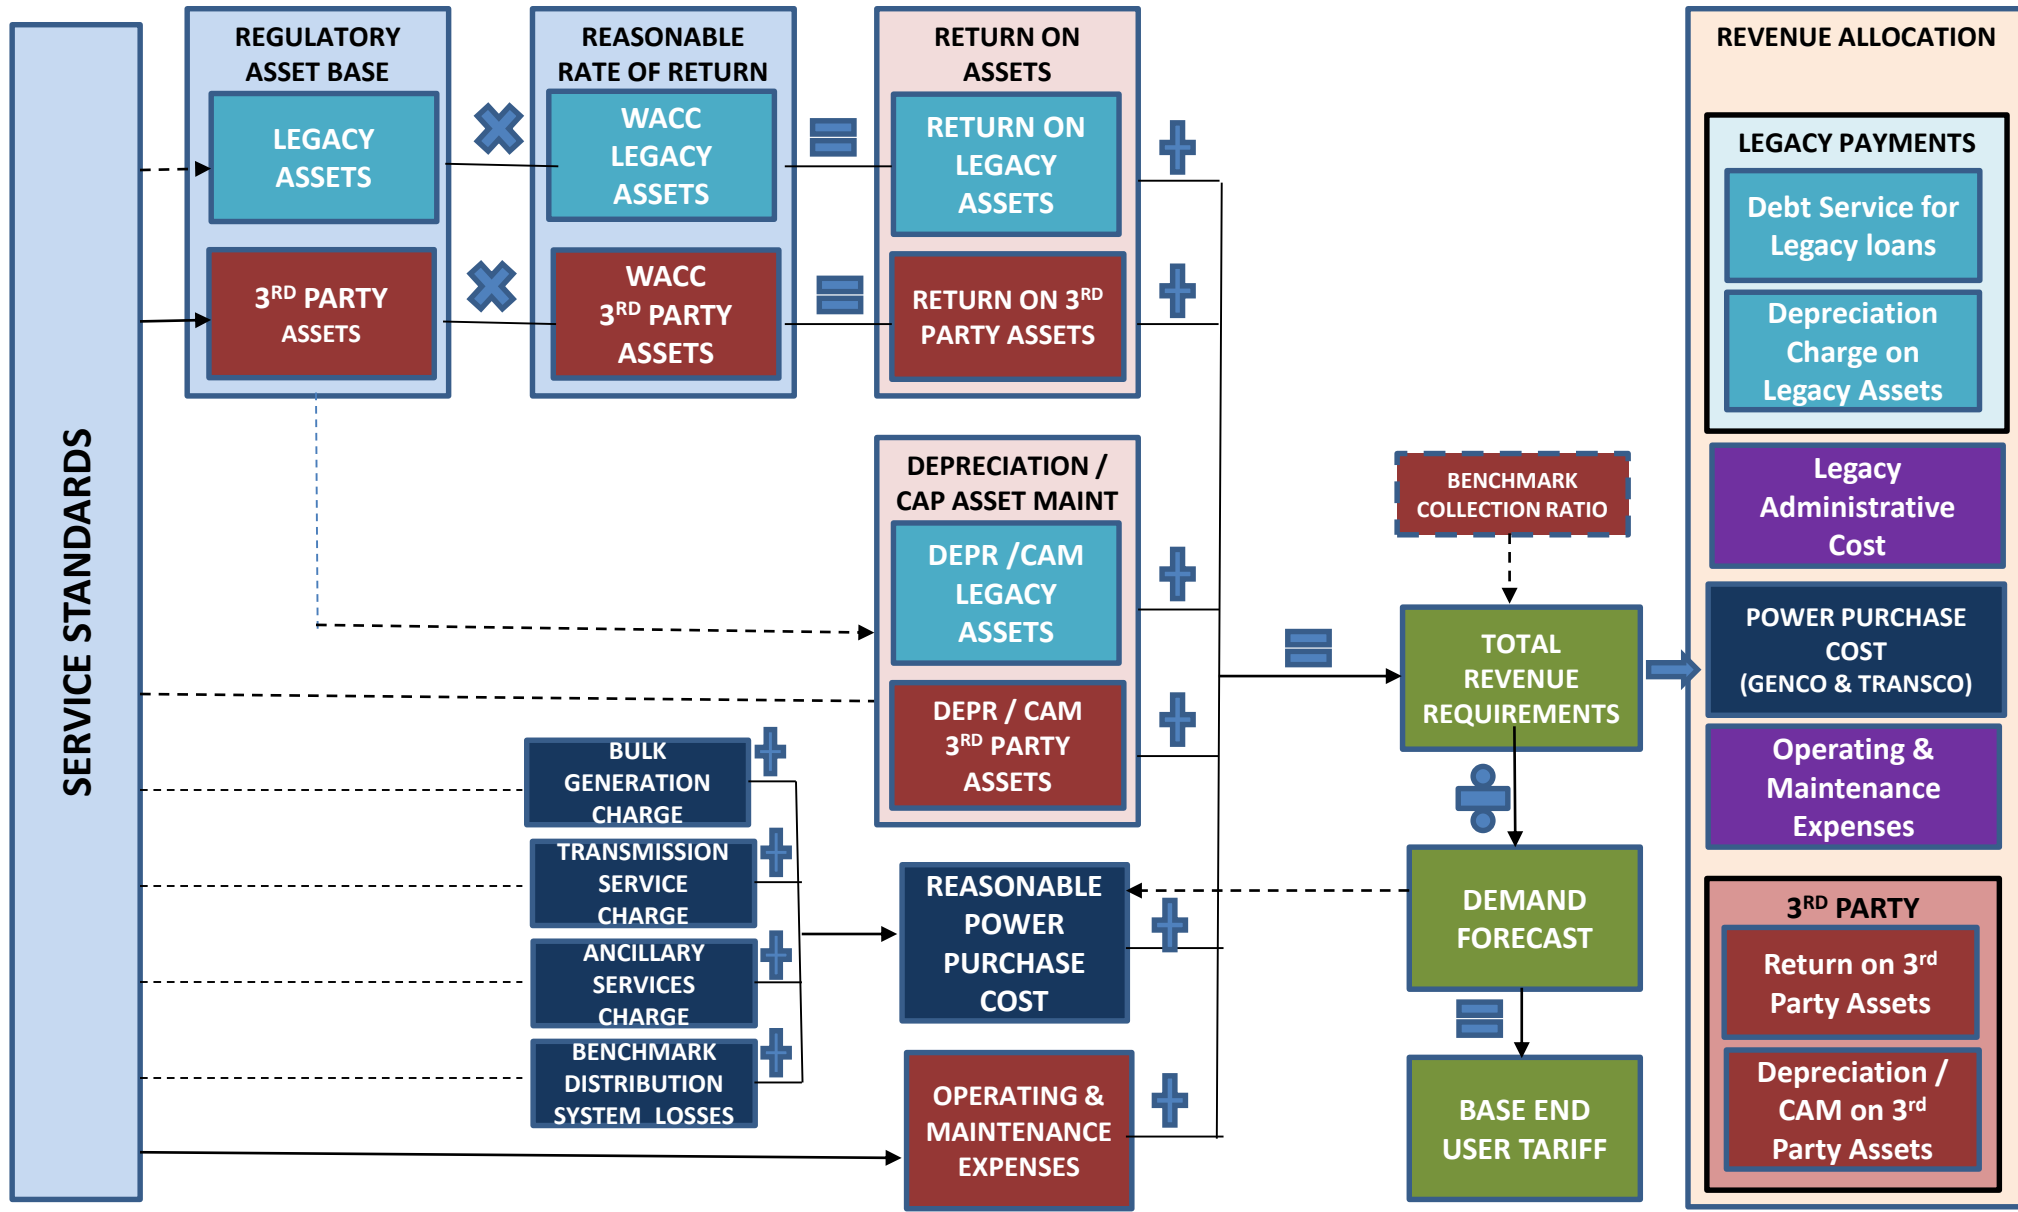 SERVICE STANDARDS
REGULATORY
ASSET BASE
LEGACY
ASSETS
3RD PARTY
ASSETS
REASONABLE
RATE OF RETURN
WACC
LEGACY
ASSETS
WACC
3RD PARTY
ASSETS
RETURN ON
ASSETS
RETURN ON
LEGACY
ASSETS
RETURN ON 3RD
PARTY ASSETS
DEPRECIATION /
CAP ASSET MAINT
DEPR /CAM
LEGACY
ASSETS
DEPR / CAM
3RD PARTY
ASSETS
BULK
GENERATION
CHARGE
TRANSMISSION
SERVICE
CHARGE
ANCILLARY
SERVICES
CHARGE
BENCHMARK
DISTRIBUTION
SYSTEM LOSSES
REASONABLE
POWER
PURCHASE
COST
OPERATING &
MAINTENANCE
EXPENSES
BENCHMARK
COLLECTION RATIO
TOTAL
REVENUE
REQUIREMENTS
DEMAND
FORECAST
BASE END
USER TARIFF
REVENUE ALLOCATION
LEGACY PAYMENTS
Debt Service for
Legacy loans
Depreciation
Charge on
Legacy Assets
Legacy
Administrative
Cost
POWER PURCHASE
COST
(GENCO & TRANSCO)
Operating &
Maintenance
Expenses
3RD PARTY
Return on 3rd
Party Assets
Depreciation /
CAM on 3rd
Party Assets